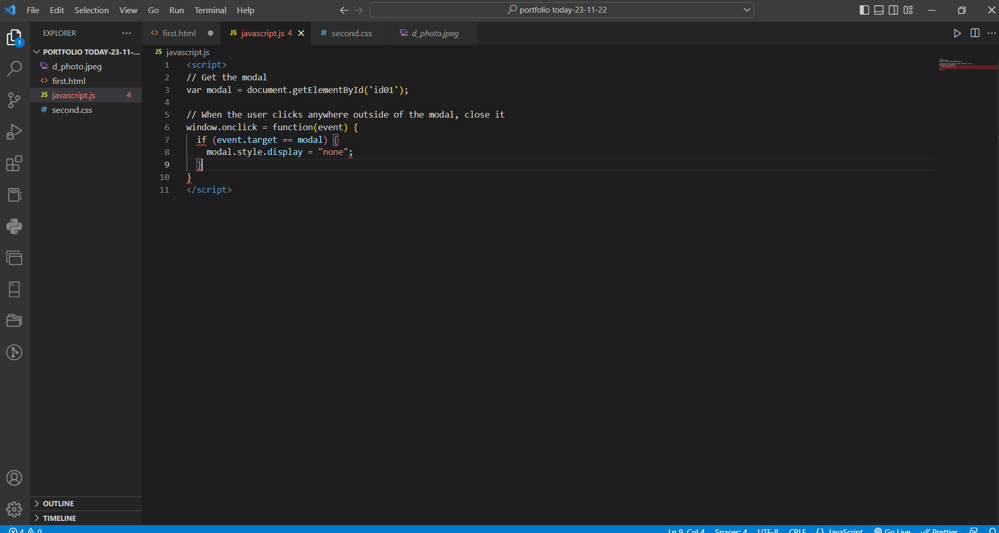 File Edit Selection View Go Run Terminal Help
portfolio today-23-11-22
1
EXPLORER
PORTFOLIO TODAY-23-11-...
d_photo.jpeg
first.html
JS javascript.js 4
# second.css
OUTLINE
TIMELINE
first.html JS javascript.js 4 # second.css d_photo.jpeg
JS javascript.js
1 <script>
2 // Get the modal
3 var modal = document.getElementById('id01');
4
5 // When the user clicks anywhere outside of the modal, close it
6 window.onclick = function(event) {
7 if (event.target == modal) {
8 modal.style.display = "none";
9 }
10 }
11 </script>
4 0 Ln 9, Col 4 Spaces: 4 UTF-8 CRLF {} JavaScript Go Live Prettier